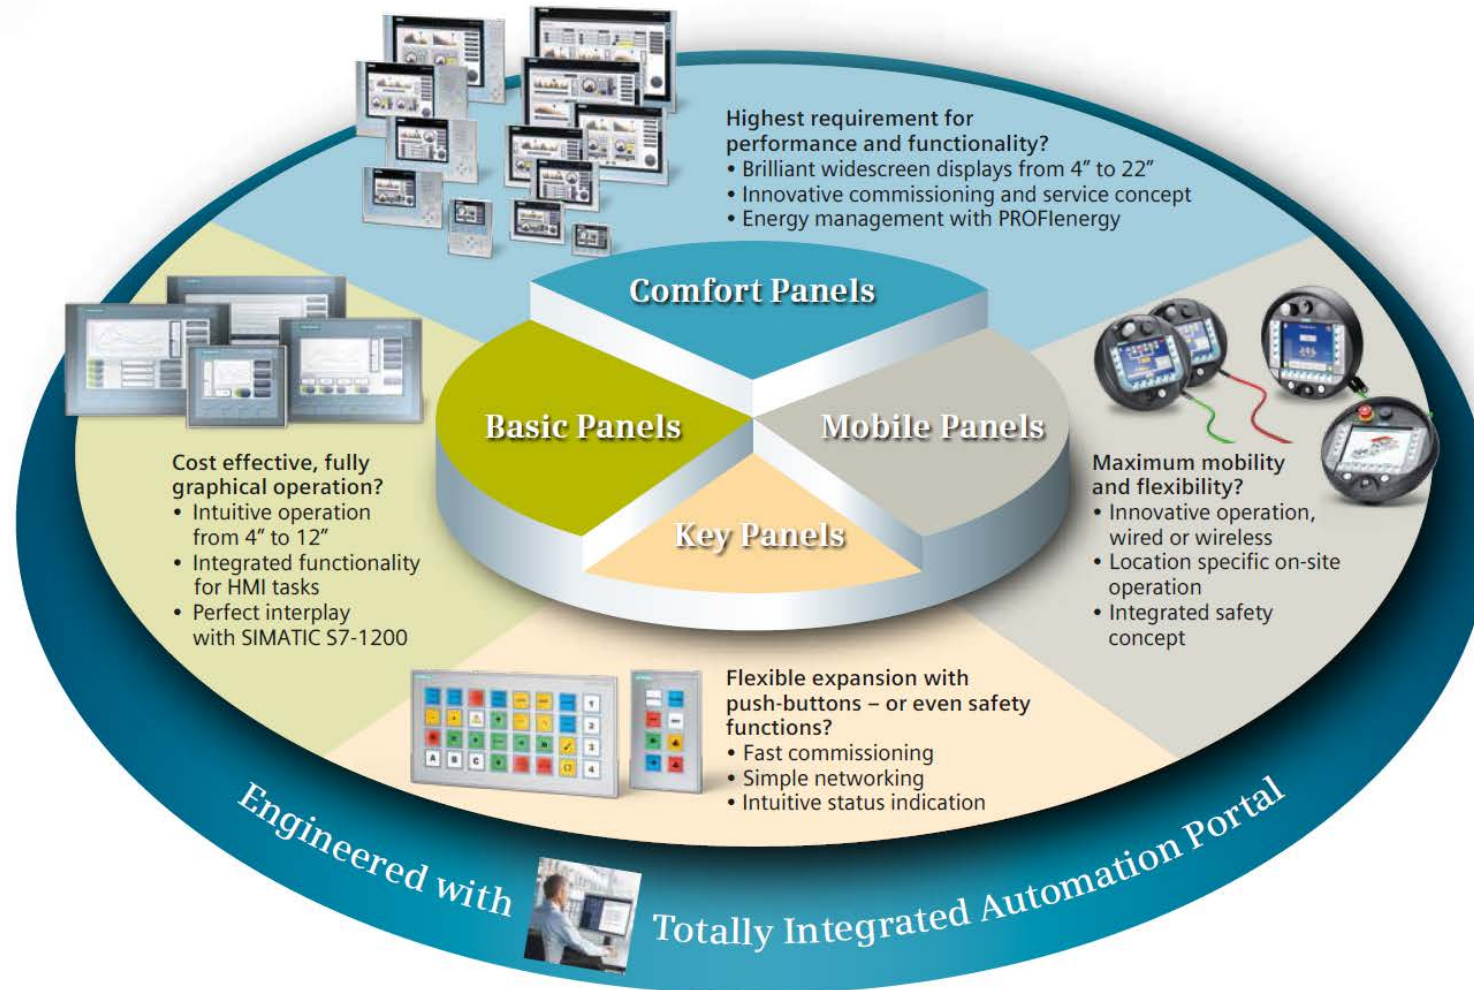 Highest requirement for
performance and functionality?
• Brilliant widescreen displays from 4” to 22”
• Innovative commissioning and service concept
• Energy management with PROFIenergy
Comfort Panels
Basic Panels
Mobile Panels
Key Panels
Cost effective, fully
graphical operation?
• Intuitive operation
from 4” to 12”
• Integrated functionality
for HMI tasks
• Perfect interplay
with SIMATIC S7-1200
Maximum mobility
and flexibility?
• Innovative operation,
wired or wireless
• Location specific on-site
operation
• Integrated safety
concept
Flexible expansion with
push-buttons – or even safety
functions?
• Fast commissioning
• Simple networking
• Intuitive status indication
1
2
3
A B C 4
Engineered with Totally Integrated Automation Portal